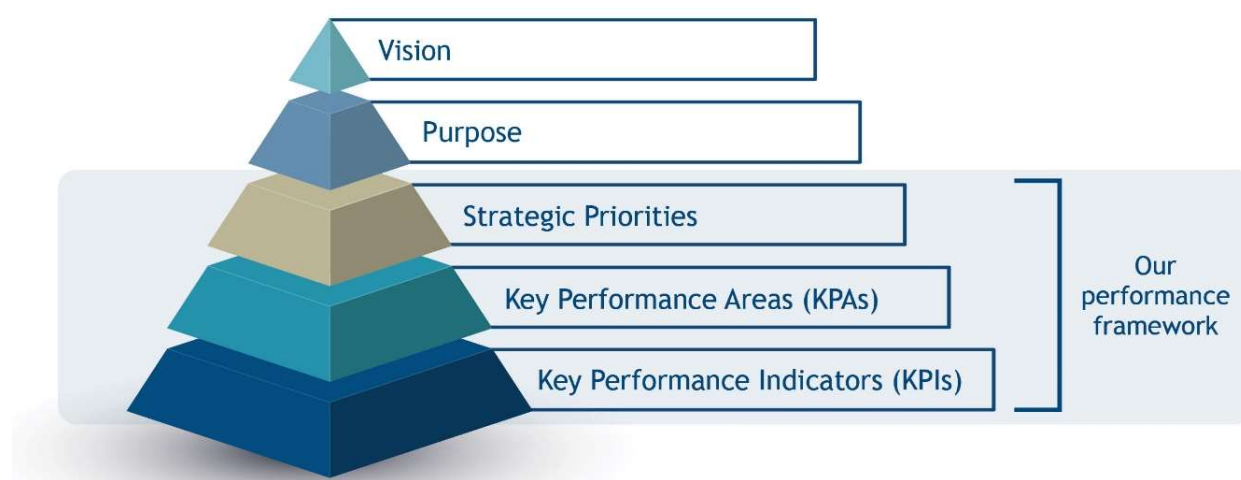 Vision
Purpose
Strategic Priorities
Key Performance Areas (KPAs)
Key Performance Indicators (KPIs)
Our
performance
framework